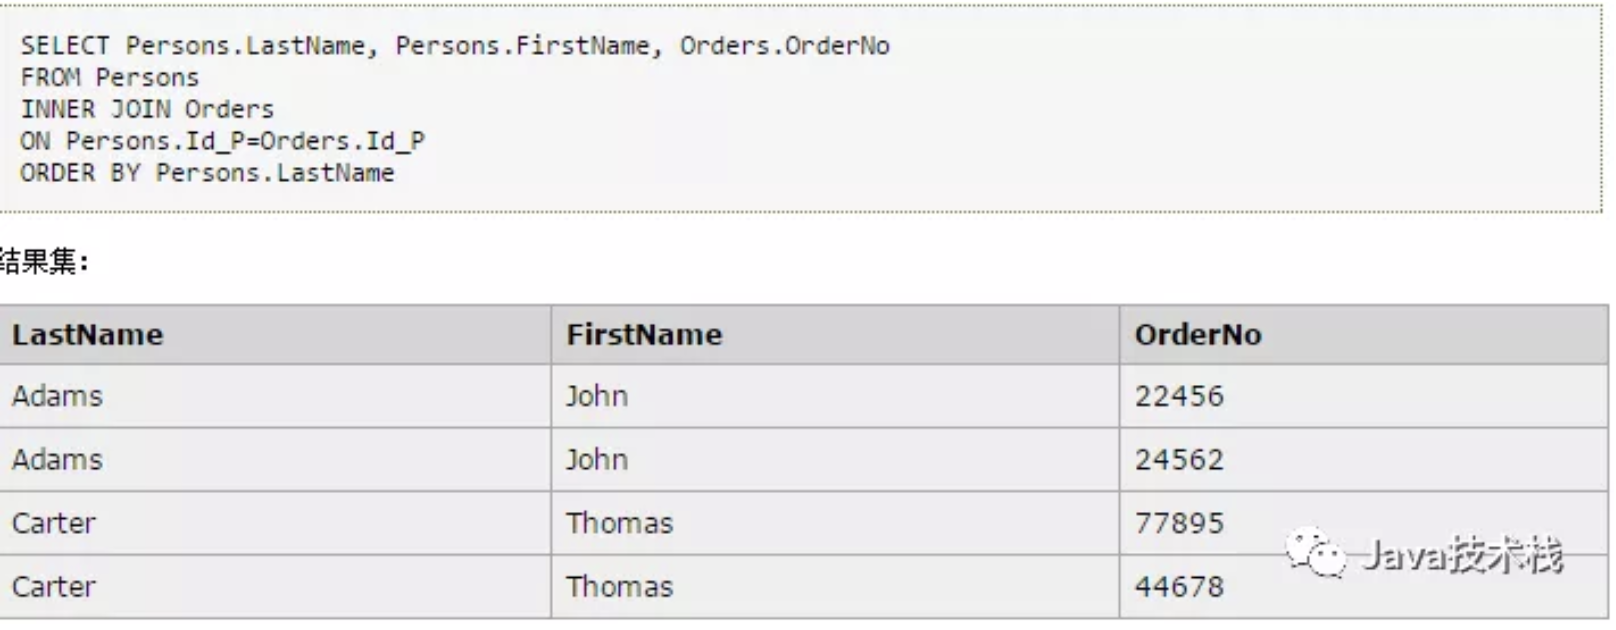 SELECT Persons.LastName, Persons.FirstName, Orders.OrderNo
FROM Persons
INNER JOIN Orders
ON Persons.Id_P=Orders.Id_P
ORDER BY Persons.LastName
结果集：
LastName FirstName OrderNo
Adams John 22456
Adams John 24562
Carter Thomas 77895
Carter Thomas 44678
Java技术栈